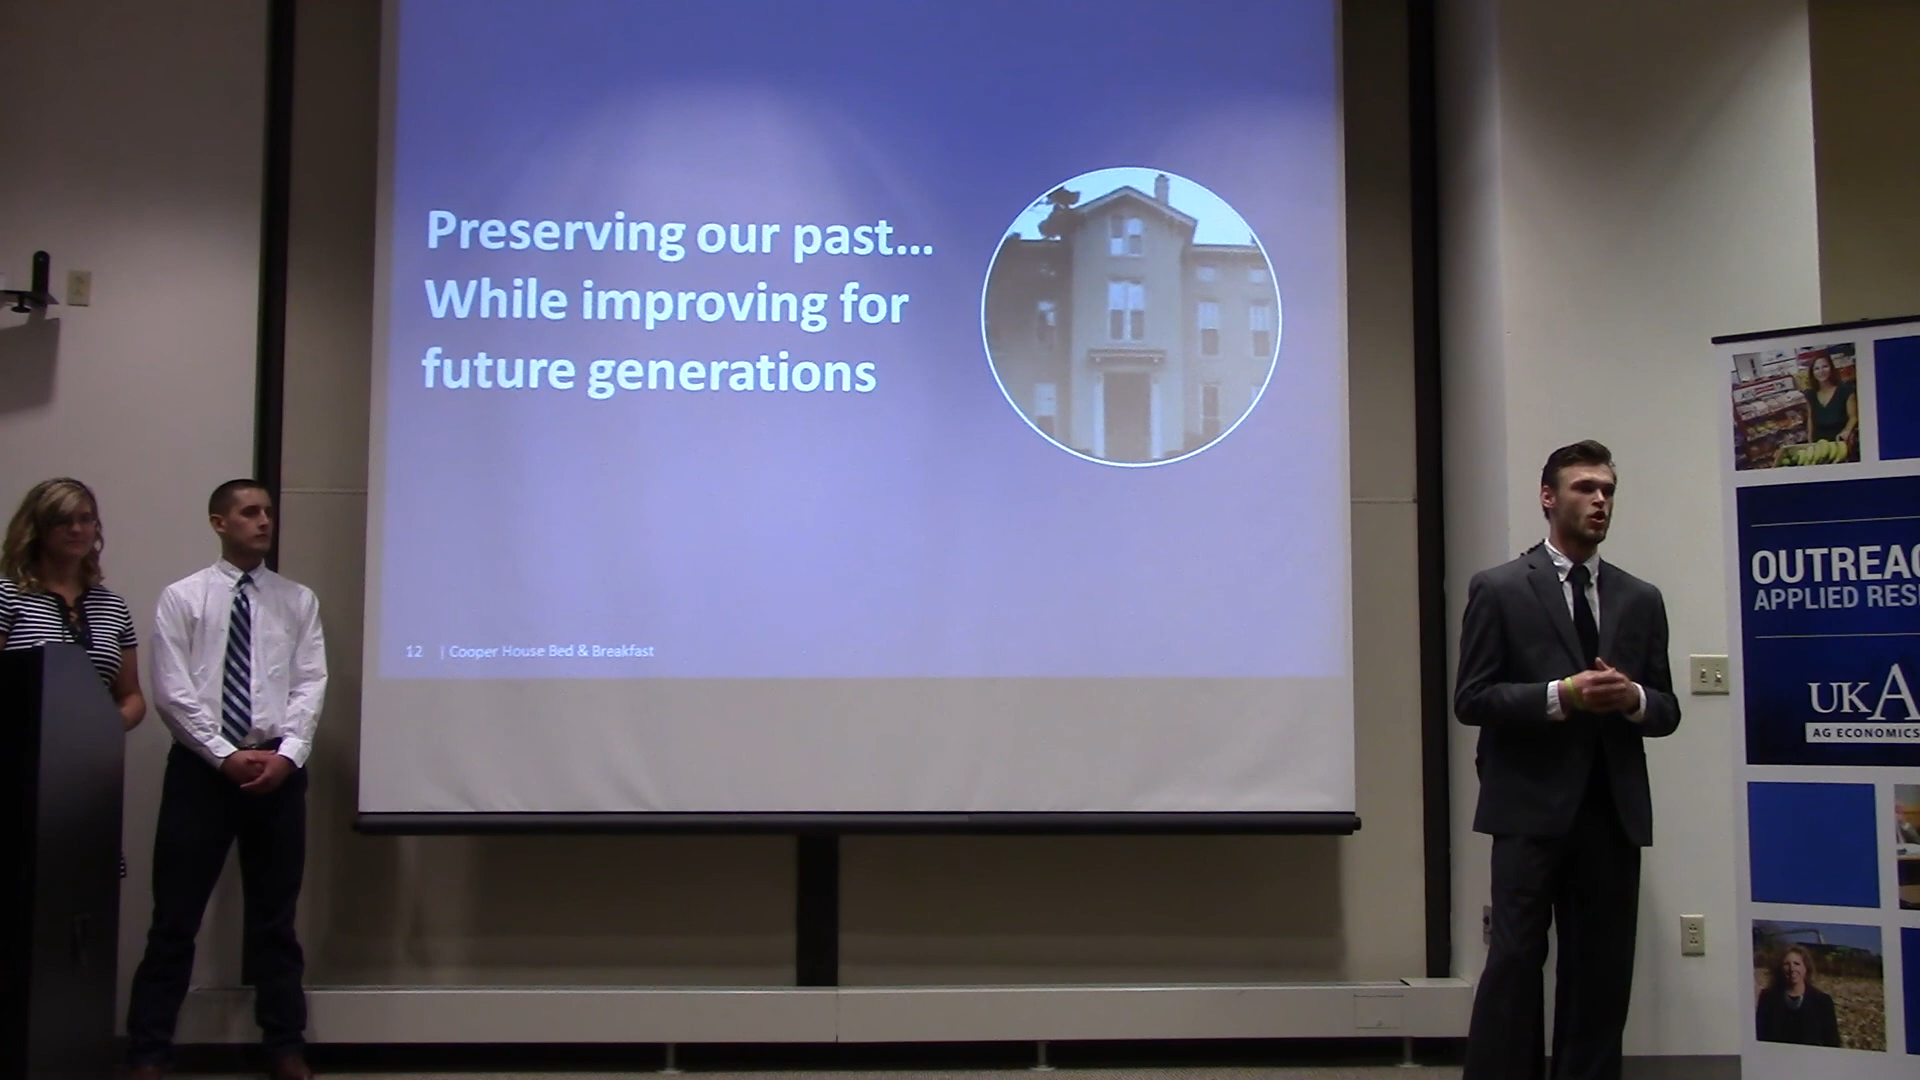 Preserving our past...
While improving for
future generations
12 | Cooper House Bed & Breakfast
OUTREAC
APPLIED RES
UKA
AG ECONOMICS